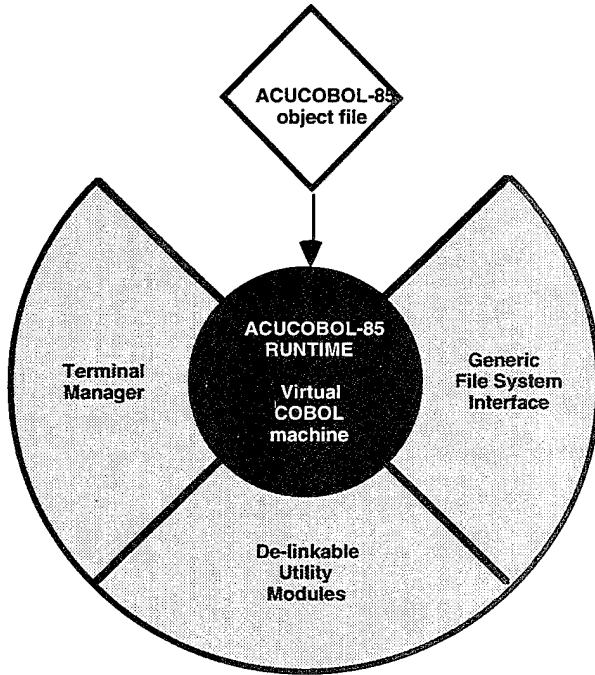 ACUCOBOL-85
object file
ACUCOBOL-85
RUNTIME
Virtual
COBOL
machine
Terminal
Manager
Generic
File System
Interface
De-linkable
Utility
Modules